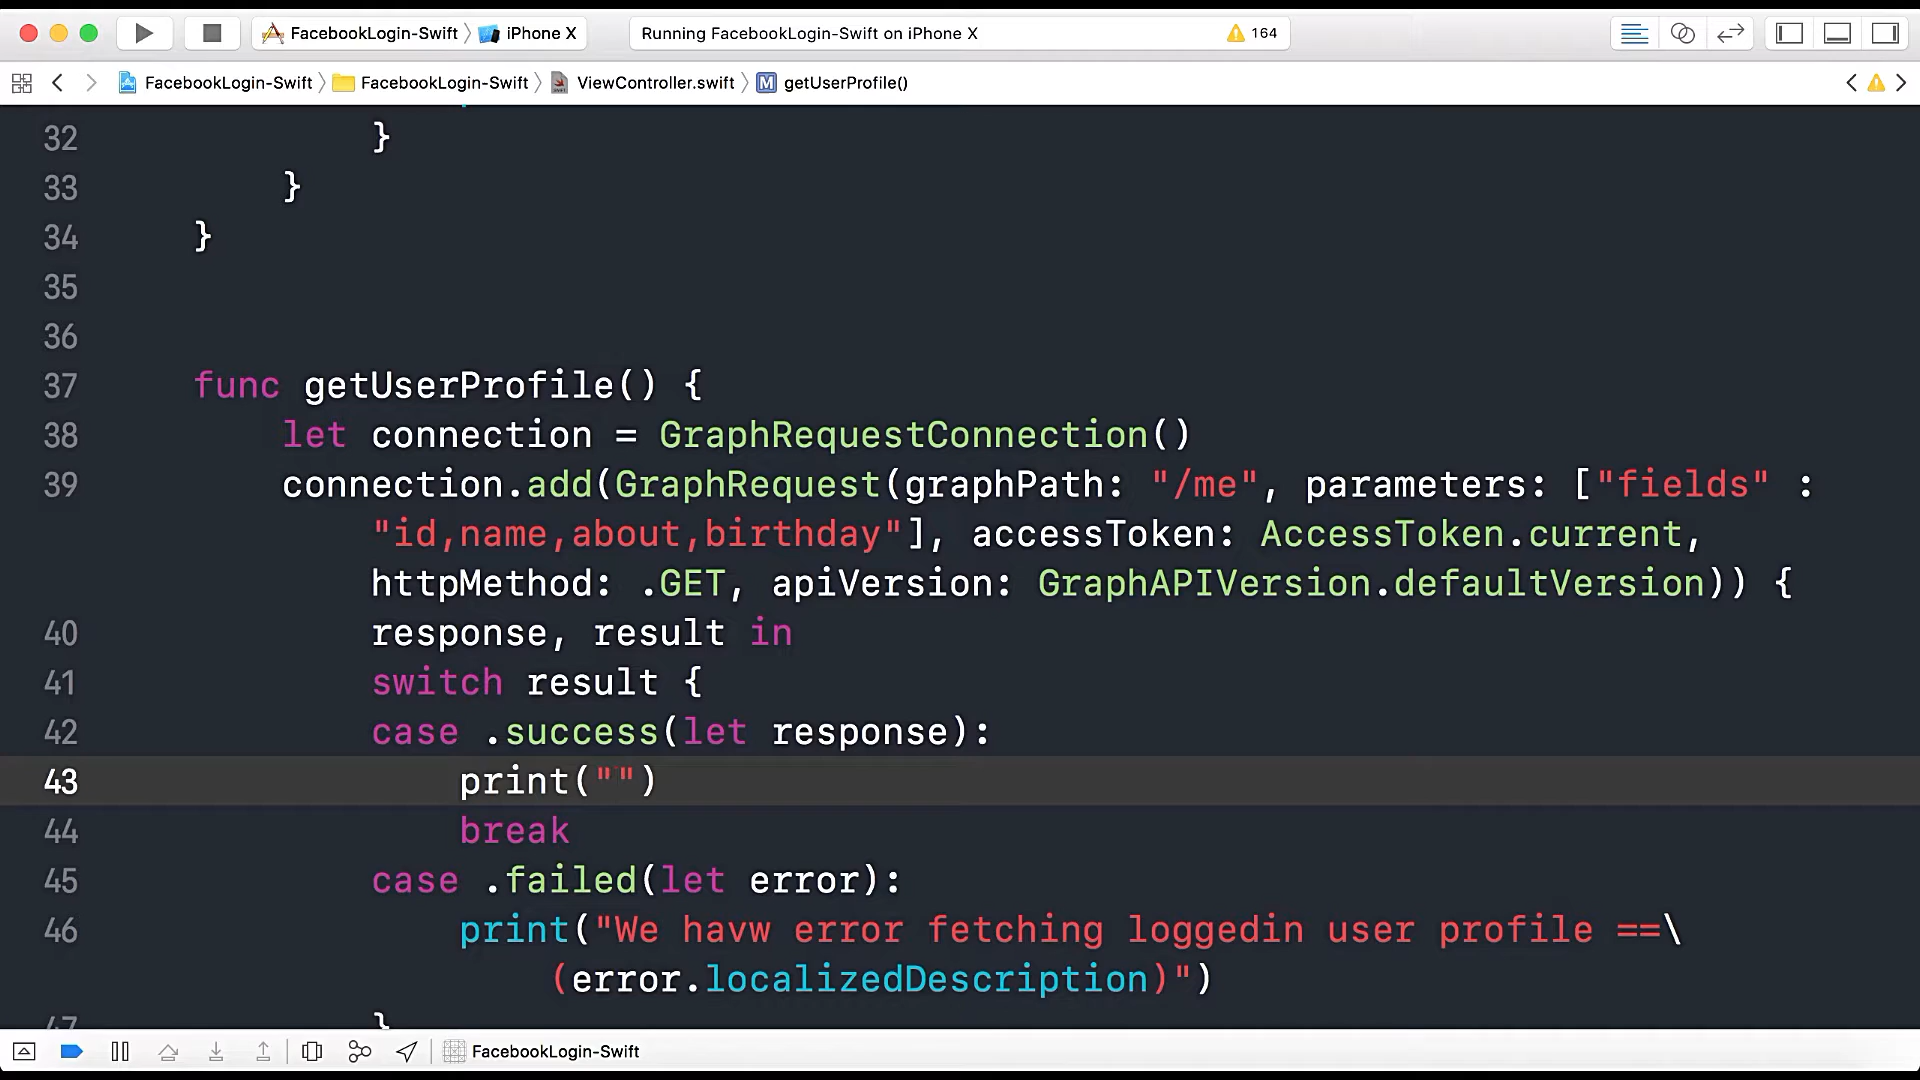 FacebookLogin-Swift 〉 iPhone X
Running FacebookLogin-Swift on iPhone X
164
FacebookLogin-Swift 〉 FacebookLogin-Swift 〉 ViewController.swift 〉 M getUserProfile()
32 }
33 }
34 }
35
36
37 func getUserProfile() {
38 let connection = GraphRequestConnection()
39 connection.add(GraphRequest(graphPath: "/me", parameters: ["fields" :
"id,name,about,birthday"], accessToken: AccessToken.current,
httpMethod: .GET, apiVersion: GraphAPIVersion.defaultVersion)) {
40 response, result in
41 switch result {
42 case .success(let response):
43 print("")
44 break
45 case .failed(let error):
46 print("We havw error fetching loggedin user profile ==\
(error.localizedDescription)")
47 }
FacebookLogin-Swift